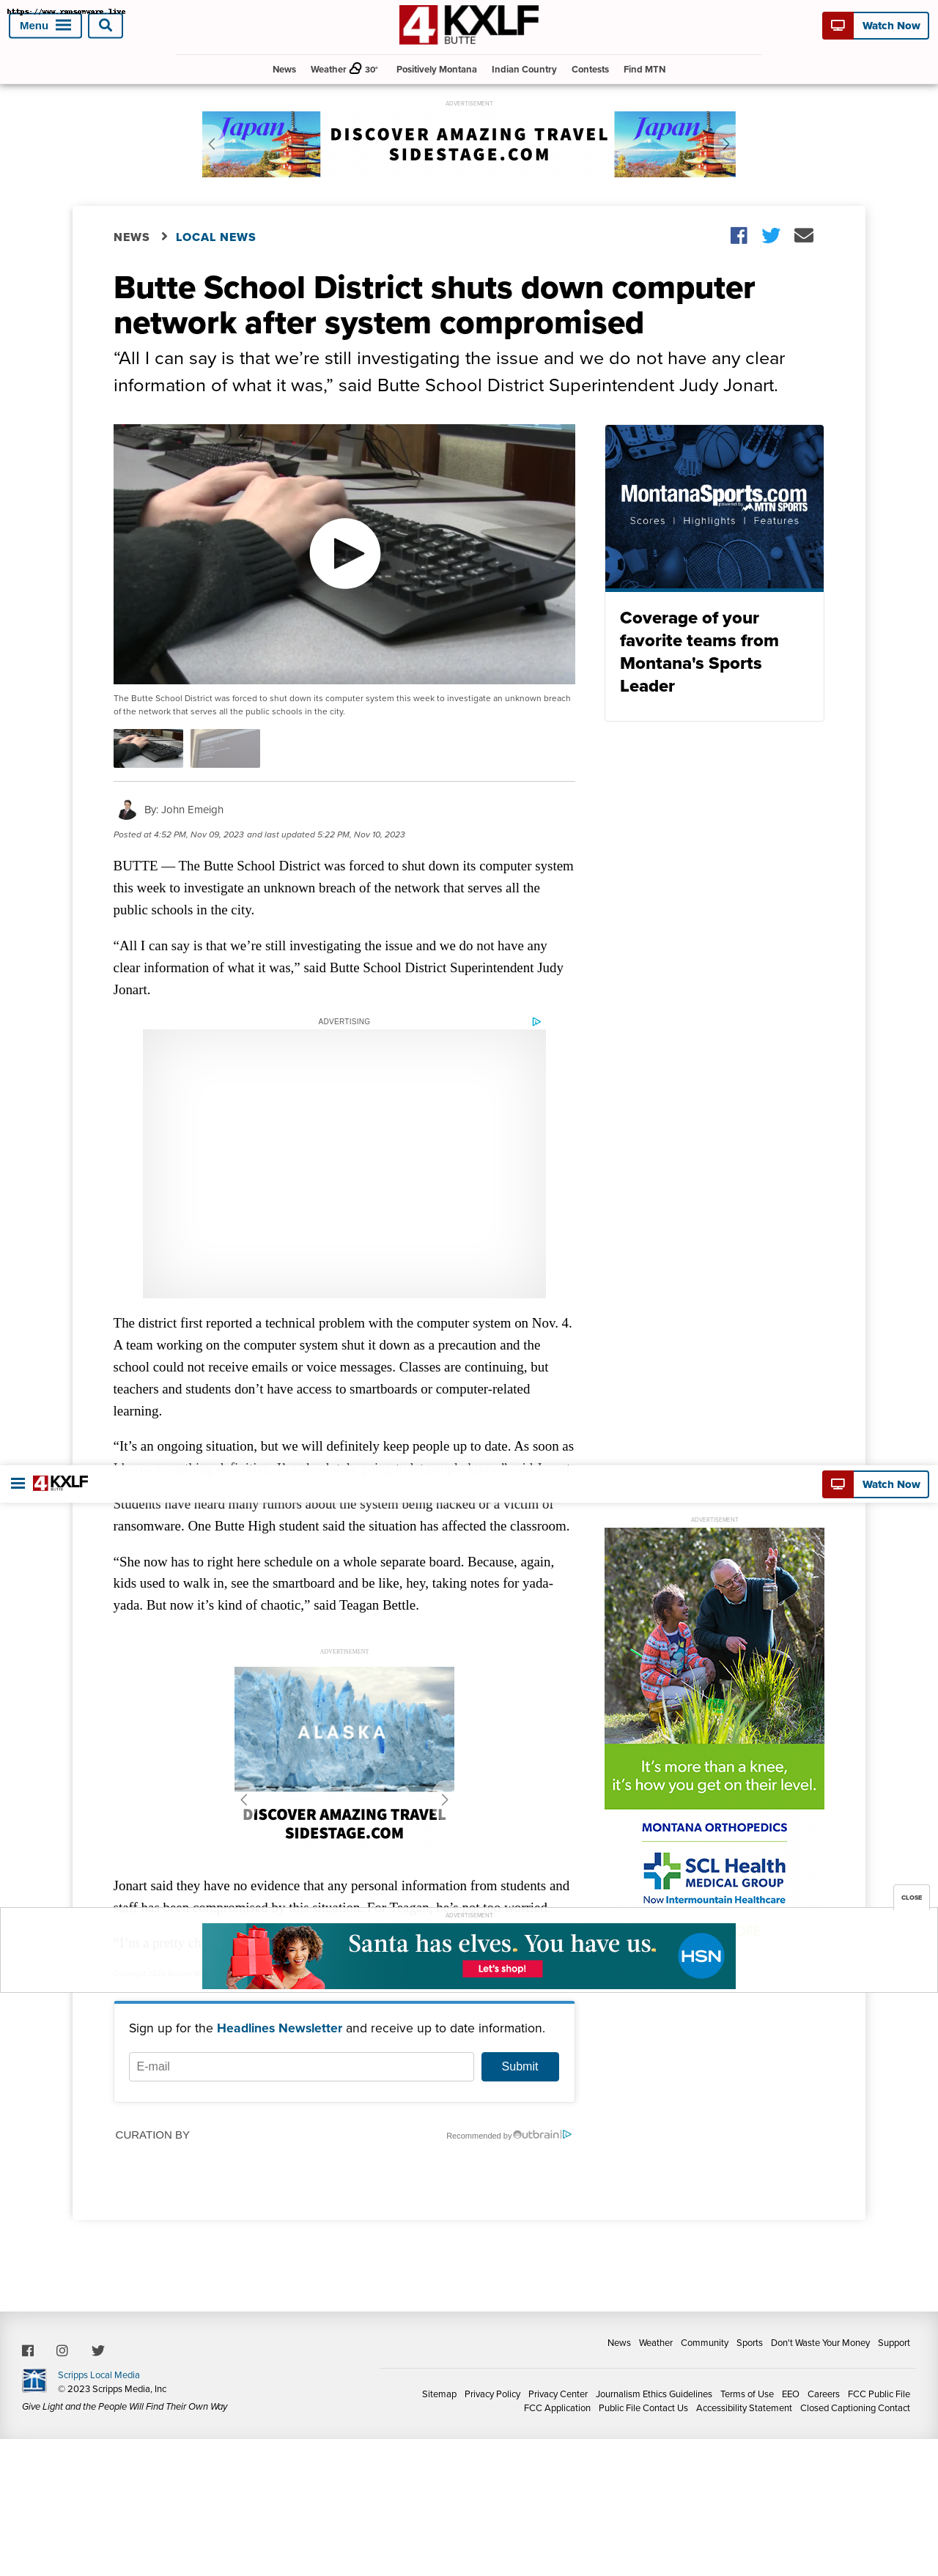 https://www.ransomware.live
Menu
4 KXLF
BUTTE
Watch Now
News Weather 30° Positively Montana Indian Country Contests Find MTN
ADVERTISEMENT
Japan
DISCOVER AMAZING TRAVEL
SIDESTAGE.COM
Japan
NEWS > LOCAL NEWS
Butte School District shuts down computer
network after system compromised
“All I can say is that we’re still investigating the issue and we do not have any clear
information of what it was,” said Butte School District Superintendent Judy Jonart.
MontanaSports.com
powered by MTN SPORTS
Scores | Highlights | Features
Coverage of your
favorite teams from
Montana's Sports
Leader
The Butte School District was forced to shut down its computer system this week to investigate an unknown breach
of the network that serves all the public schools in the city.
By: John Emeigh
Posted at 4:52 PM, Nov 09, 2023 and last updated 5:22 PM, Nov 10, 2023
BUTTE — The Butte School District was forced to shut down its computer system
this week to investigate an unknown breach of the network that serves all the
public schools in the city.
“All I can say is that we’re still investigating the issue and we do not have any
clear information of what it was,” said Butte School District Superintendent Judy
Jonart.
ADVERTISING
The district first reported a technical problem with the computer system on Nov. 4.
A team working on the computer system shut it down as a precaution and the
school could not receive emails or voice messages. Classes are continuing, but
teachers and students don’t have access to smartboards or computer-related
learning.
“It’s an ongoing situation, but we will definitely keep people up to date. As soon as
4 KXLF
BUTTE
Watch Now
Students have heard many rumors about the system being hacked or a victim of
ransomware. One Butte High student said the situation has affected the classroom.
“She now has to right here schedule on a whole separate board. Because, again,
kids used to walk in, see the smartboard and be like, hey, taking notes for yada-
yada. But now it’s kind of chaotic,” said Teagan Bettle.
ADVERTISEMENT
ALASKA
DISCOVER AMAZING TRAVEL
SIDESTAGE.COM
ADVERTISEMENT
It’s more than a knee,
it’s how you get on their level.
MONTANA ORTHOPEDICS
SCL Health
MEDICAL GROUP
Now Intermountain Healthcare
Jonart said they have no evidence that any personal information from students and
staff has been compromised by this situation. For Teagan, he’s not too worried.
CLOSE
ADVERTISEMENT
“I’m a pretty
Santa has elves. You have us.
Let's shop!
HSN
Sign up for the Headlines Newsletter and receive up to date information.
E-mail
Submit
CURATION BY
Recommended by Outbrain
News Weather Community Sports Don't Waste Your Money Support
Scripps Local Media
© 2023 Scripps Media, Inc
Give Light and the People Will Find Their Own Way
Sitemap Privacy Policy Privacy Center Journalism Ethics Guidelines Terms of Use EEO Careers FCC Public File
FCC Application Public File Contact Us Accessibility Statement Closed Captioning Contact